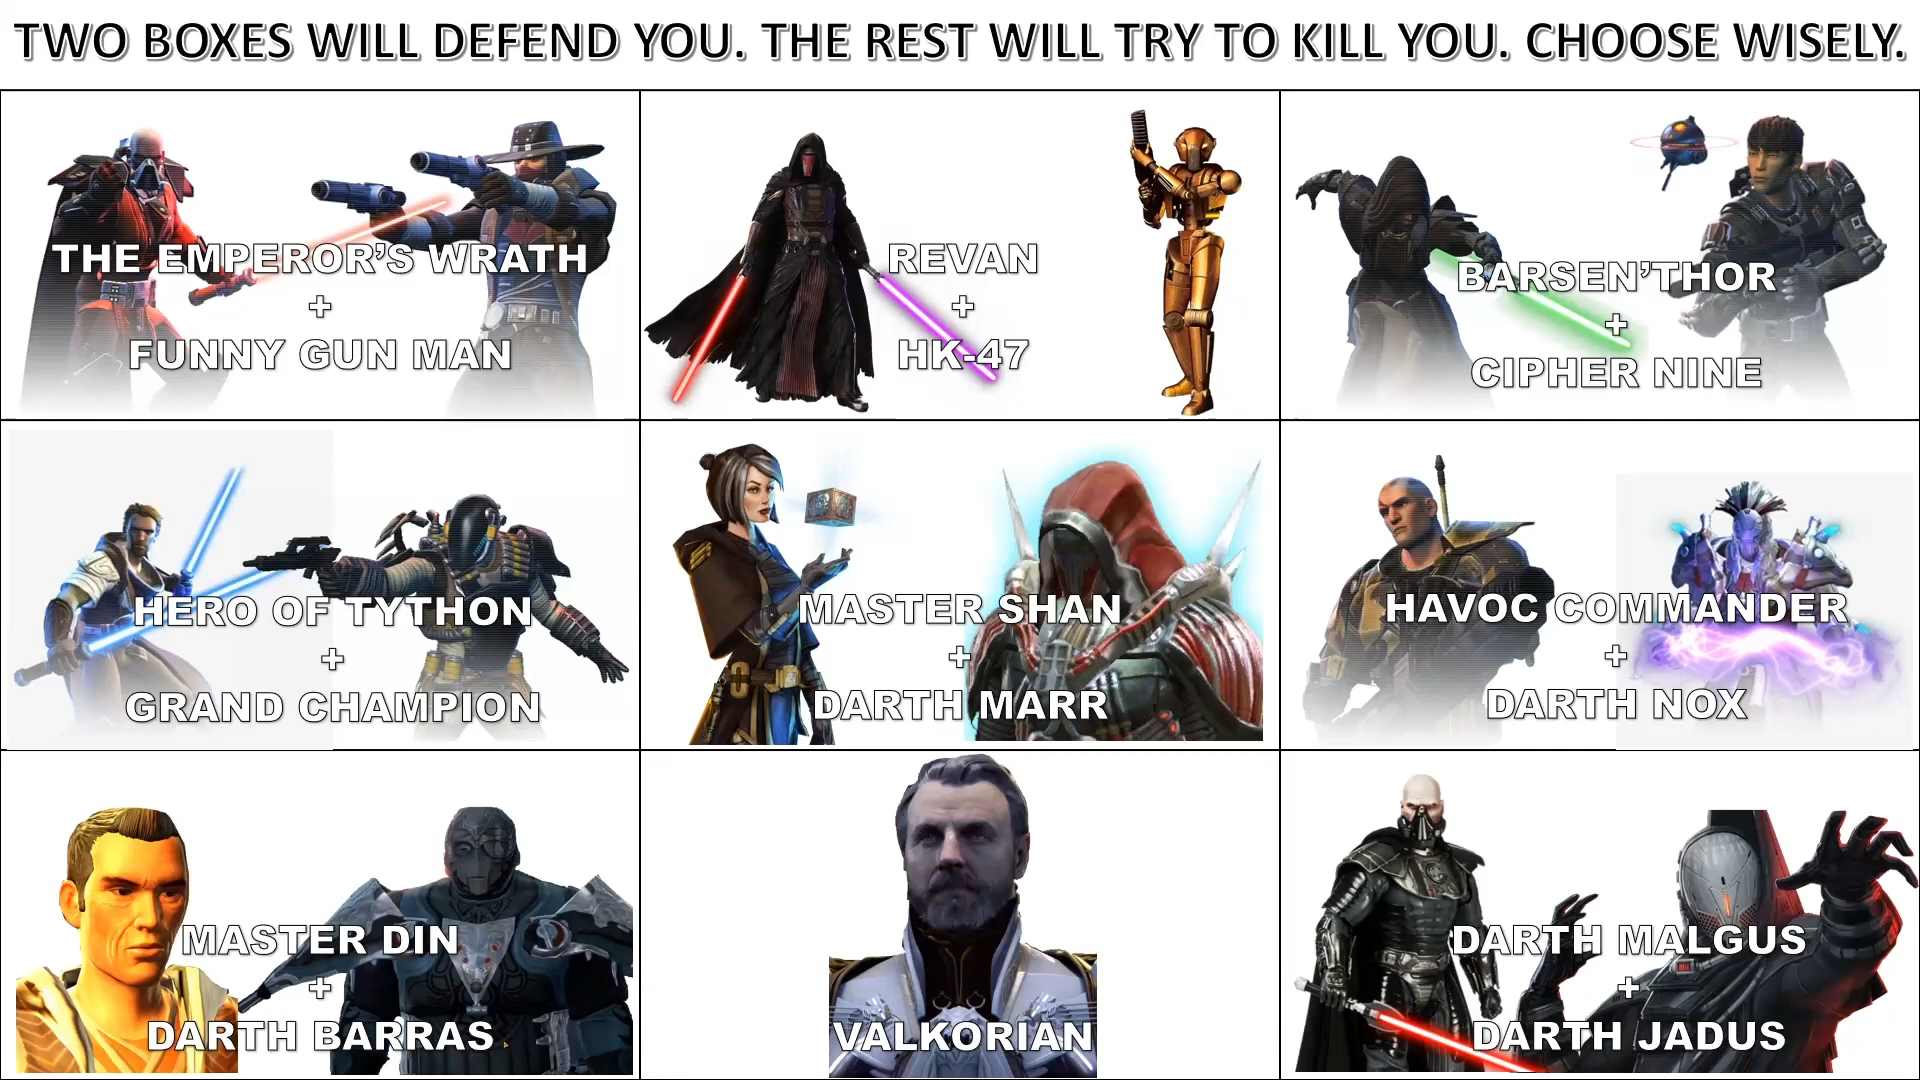 TWO BOXES WILL DEFEND YOU. THE REST WILL TRY TO KILL YOU. CHOOSE WISELY.
THE EMPEROR'S WRATH
+
FUNNY GUN MAN
REVAN
+
HK-47
BARSEN'THOR
+
CIPHER NINE
HERO OF TYTHON
+
GRAND CHAMPION
MASTER SHAN
+
DARTH MARR
HAVOC COMMANDER
+
DARTH NOX
MASTER DIN
+
DARTH BARRAS
VALKORIAN
DARTH MALGUS
+
DARTH JADUS